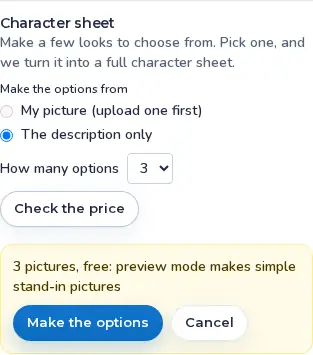 Character sheet
Make a few looks to choose from. Pick one, and
we turn it into a full character sheet.
Make the options from
My picture (upload one first)
The description only
How many options 3
Check the price
3 pictures, free: preview mode makes simple
stand-in pictures
Make the options Cancel